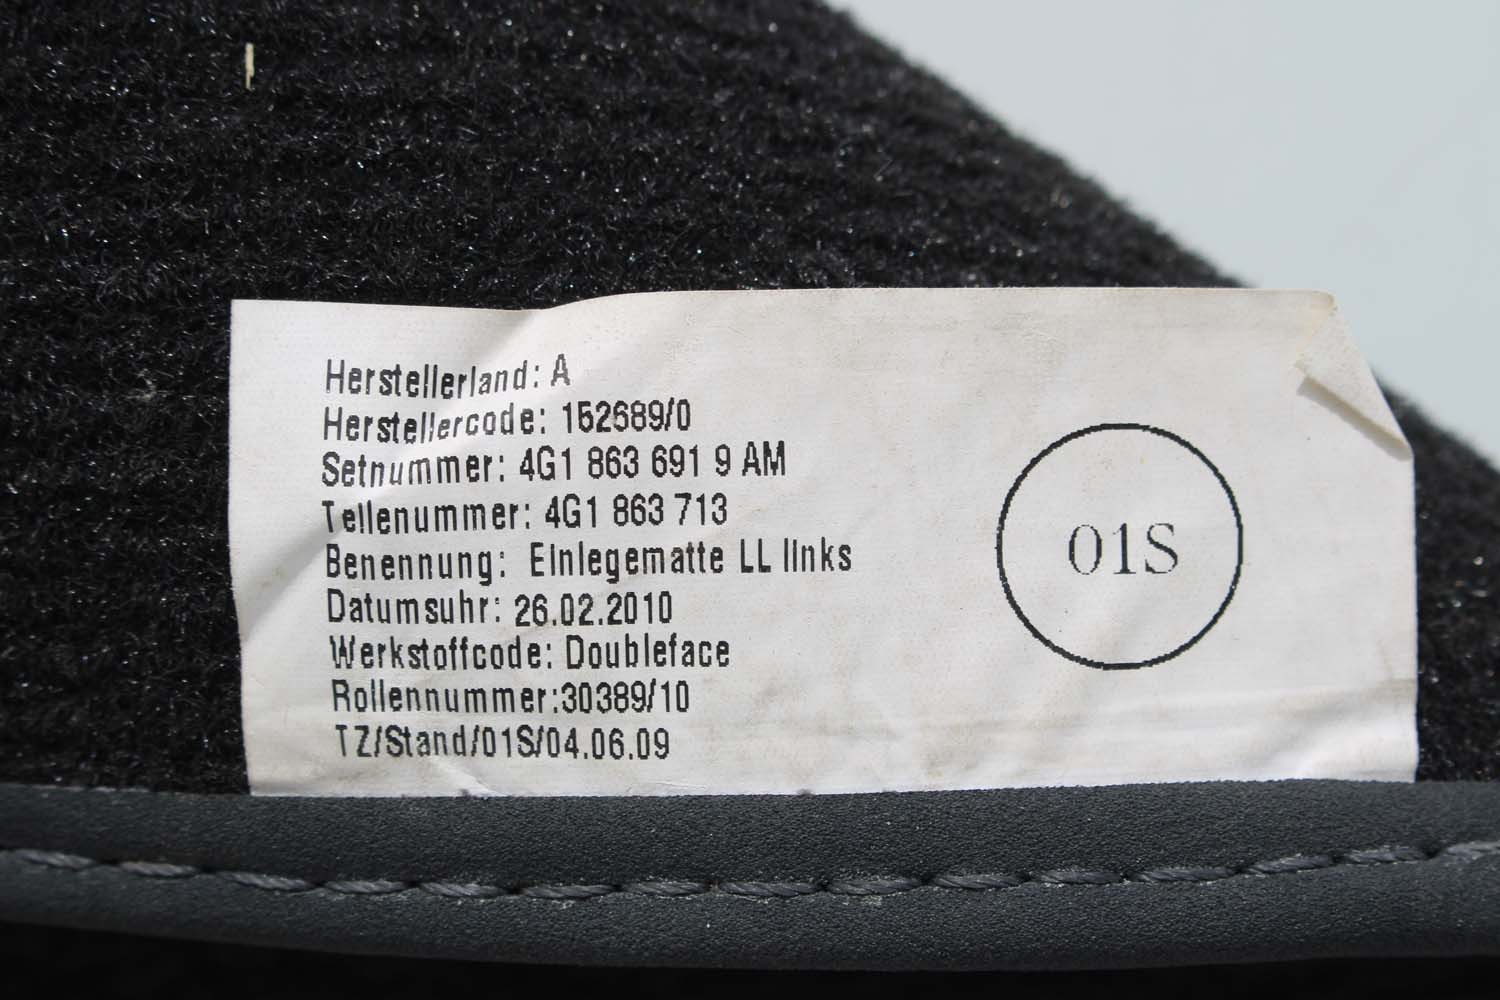 Herstellerland: A
Herstellercode: 152689/0
Setnummer: 4G1 863 691 9 AM
Teilenummer: 4G1 863 713
Benennung: Einlegematte LL links
Datumsuhr: 26.02.2010
Werkstoffcode: Doubleface
Rollennummer:30389/10
TZ/Stand/01S/04.06.09
01S